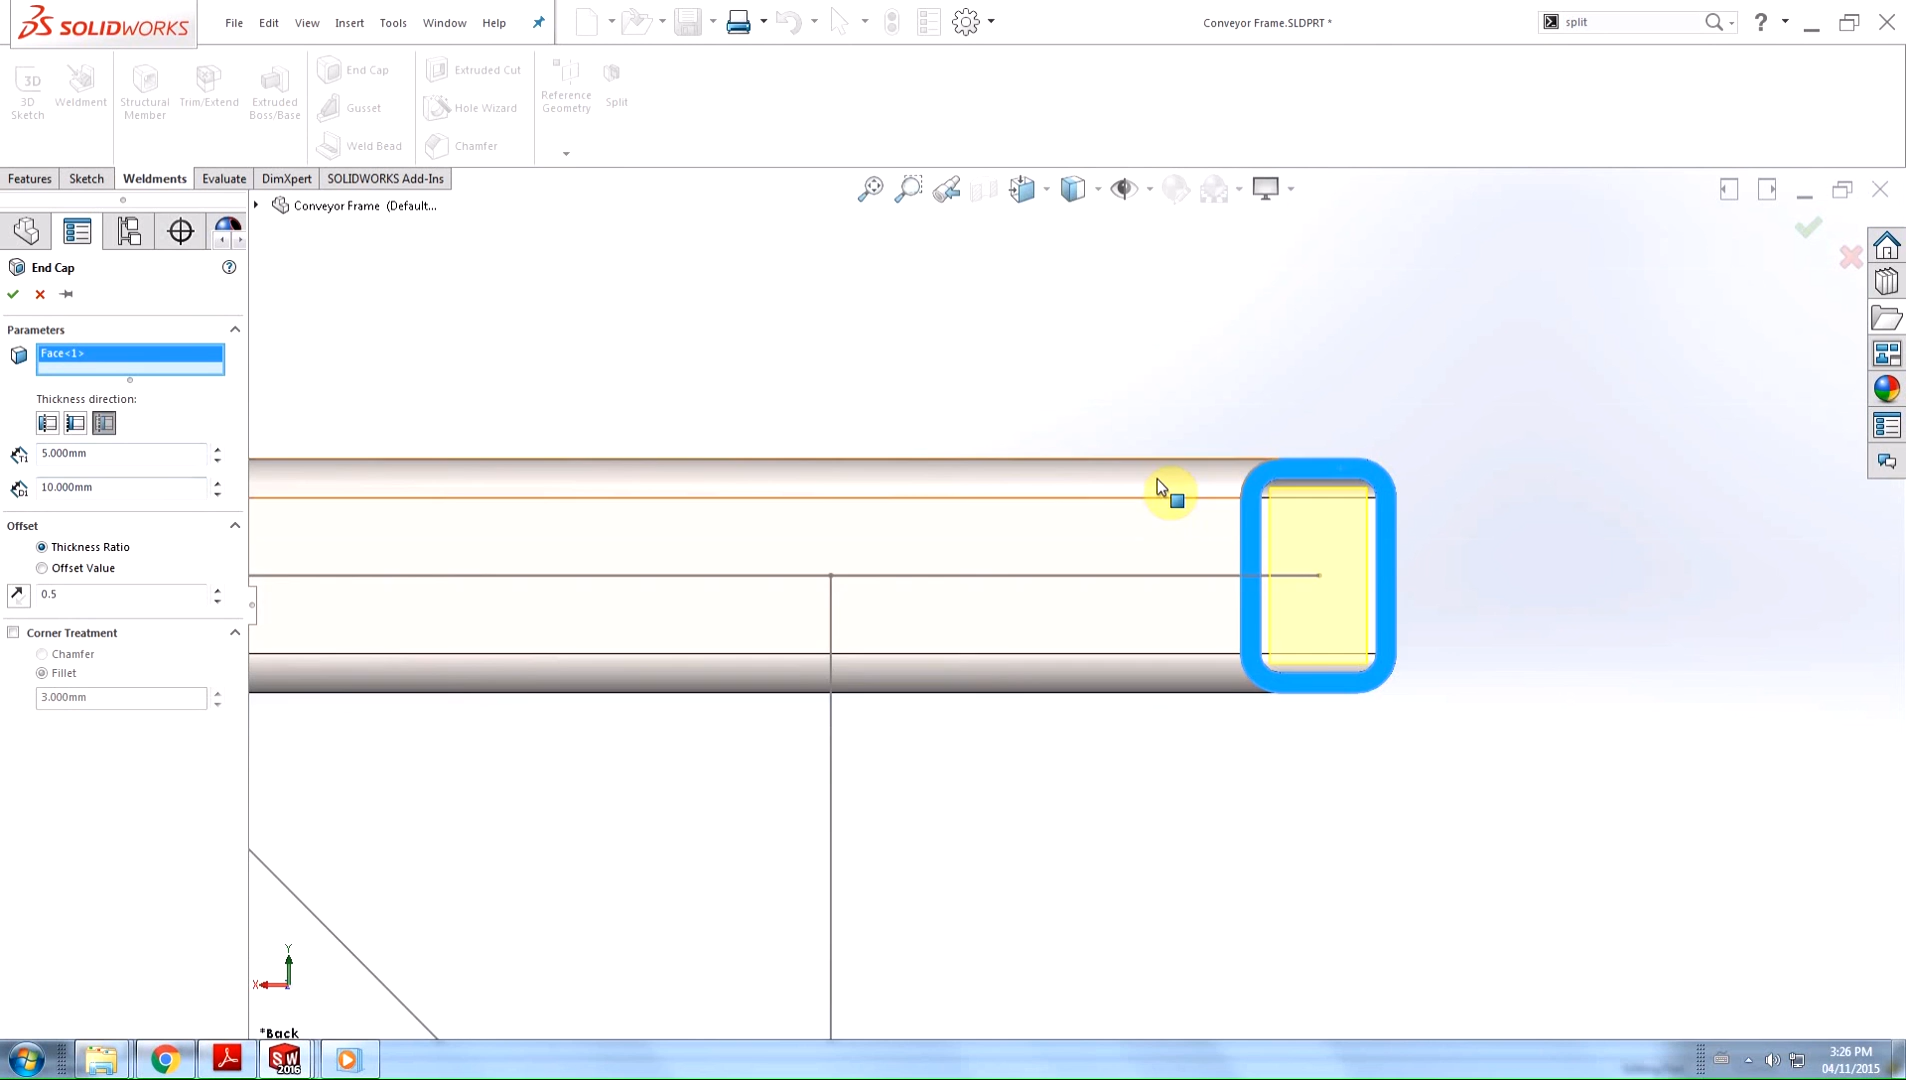 SOLIDWORKS
File Edit View Insert Tools Window Help
Conveyor Frame.SLDPRT *
split
3D Sketch
Weldment
Structural Member
Trim/Extend
Extruded Boss/Base
End Cap
Gusset
Weld Bead
Extruded Cut
Hole Wizard
Chamfer
Reference Geometry
Split
Features Sketch Weldments Evaluate DimXpert SOLIDWORKS Add-Ins
Conveyor Frame (Default...
End Cap
Parameters
Face<1>
Thickness direction:
5.000mm
10.000mm
Offset
Thickness Ratio
Offset Value
0.5
Corner Treatment
Chamfer
Fillet
3.000mm
Y
X
*Back
SW
2016
3:26 PM
04/11/2015